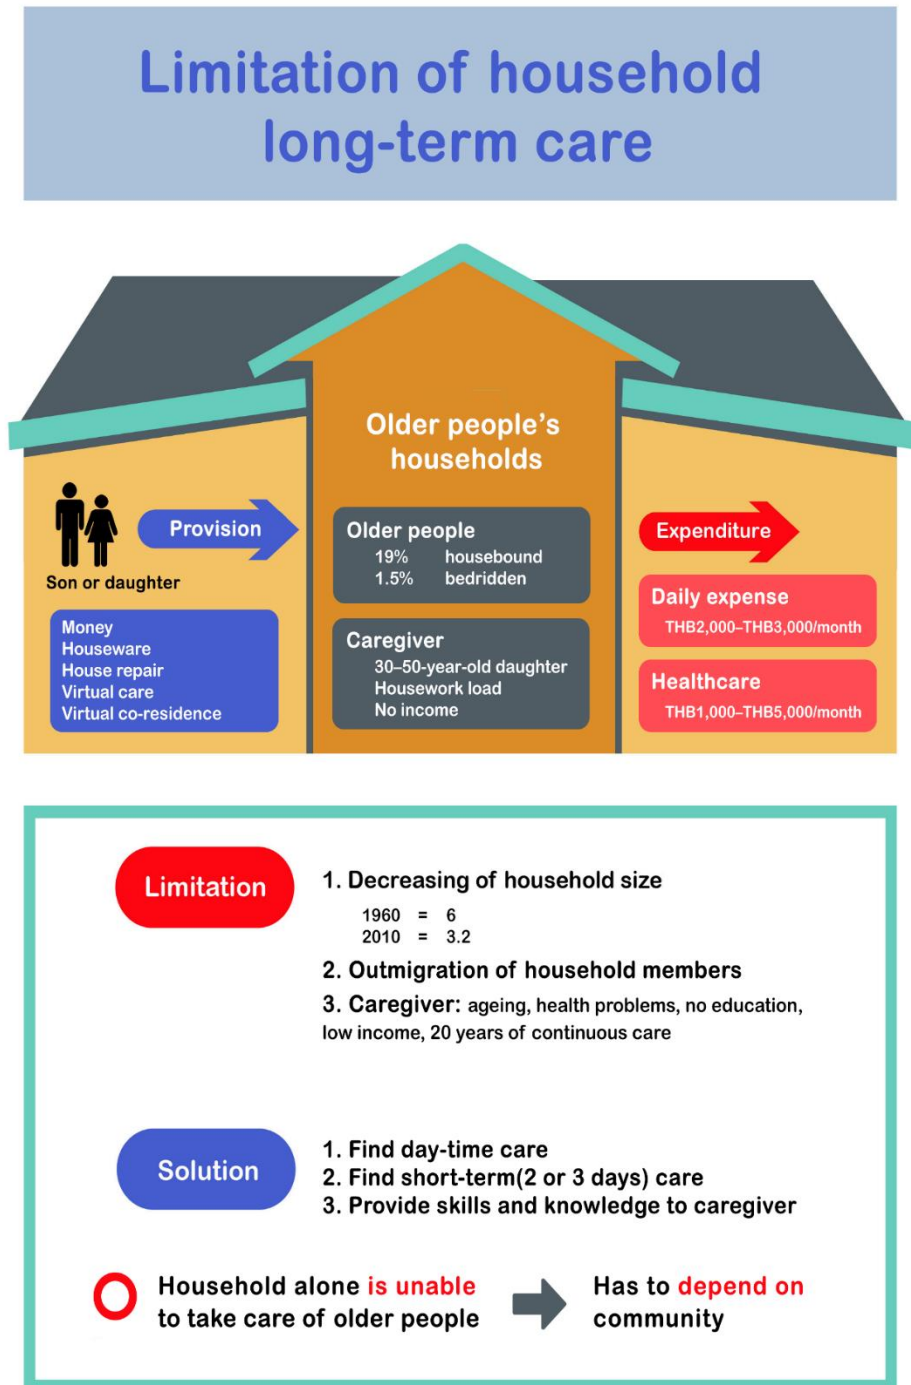 Limitation of household
long-term care
Older people's
households
Provision
Son or daughter
Money
Houseware
House repair
Virtual care
Virtual co-residence
Older people
19% housebound
1.5% bedridden
Caregiver
30–50-year-old daughter
Housework load
No income
Expenditure
Daily expense
THB2,000–THB3,000/month
Healthcare
THB1,000–THB5,000/month
Limitation
1. Decreasing of household size
1960 = 6
2010 = 3.2
2. Outmigration of household members
3. Caregiver: ageing, health problems, no education,
low income, 20 years of continuous care
Solution
1. Find day-time care
2. Find short-term(2 or 3 days) care
3. Provide skills and knowledge to caregiver
Household alone is unable
to take care of older people
Has to depend on
community